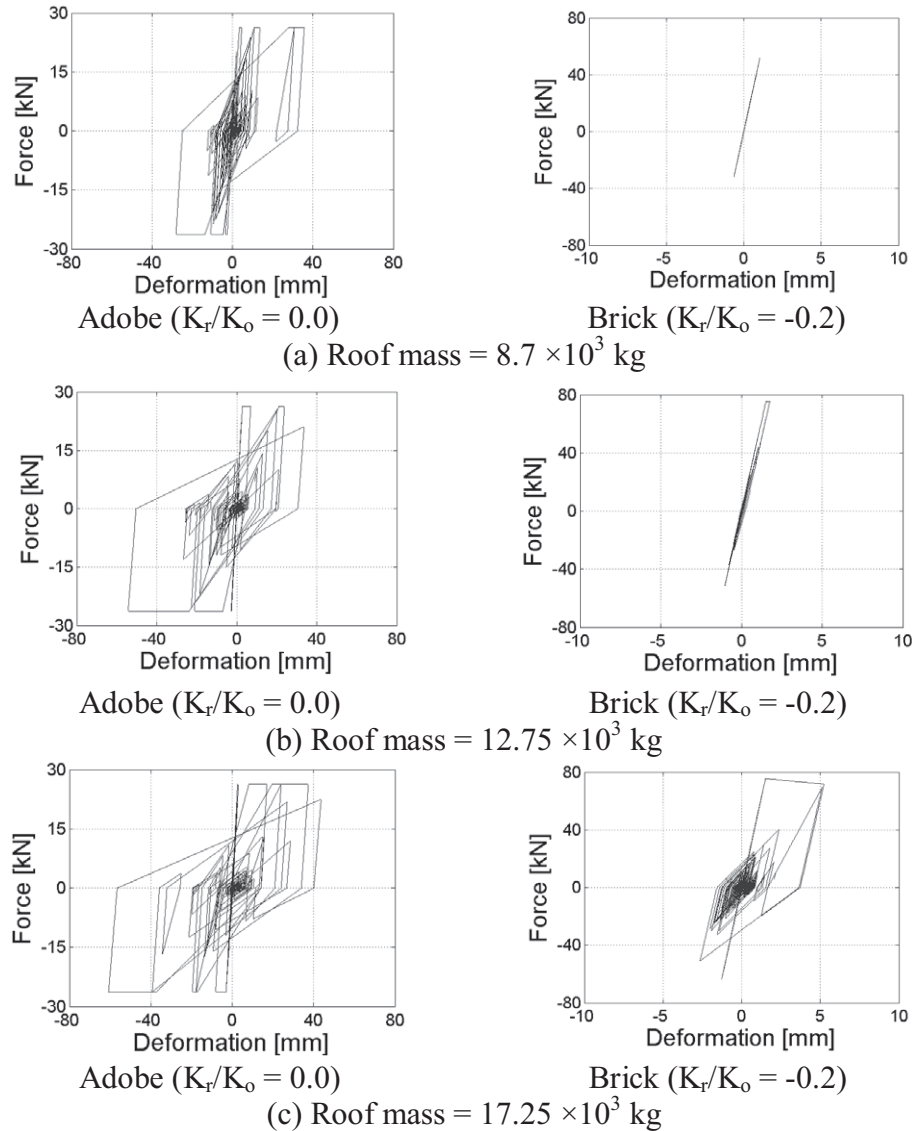 30
15
0
-15
-30
Force [kN]
-80 -40 0 40 80
Deformation [mm]
80
40
0
-40
-80
Force [kN]
-10 -5 0 5 10
Deformation [mm]
Adobe (Kr/Ko = 0.0)
Brick (Kr/Ko = -0.2)
(a) Roof mass = 8.7 ×10³ kg
30
15
0
-15
-30
Force [kN]
-80 -40 0 40 80
Deformation [mm]
80
40
0
-40
-80
Force [kN]
-10 -5 0 5 10
Deformation [mm]
Adobe (Kr/Ko = 0.0)
Brick (Kr/Ko = -0.2)
(b) Roof mass = 12.75 ×10³ kg
30
15
0
-15
-30
Force [kN]
-80 -40 0 40 80
Deformation [mm]
80
40
0
-40
-80
Force [kN]
-10 -5 0 5 10
Deformation [mm]
Adobe (Kr/Ko = 0.0)
Brick (Kr/Ko = -0.2)
(c) Roof mass = 17.25 ×10³ kg